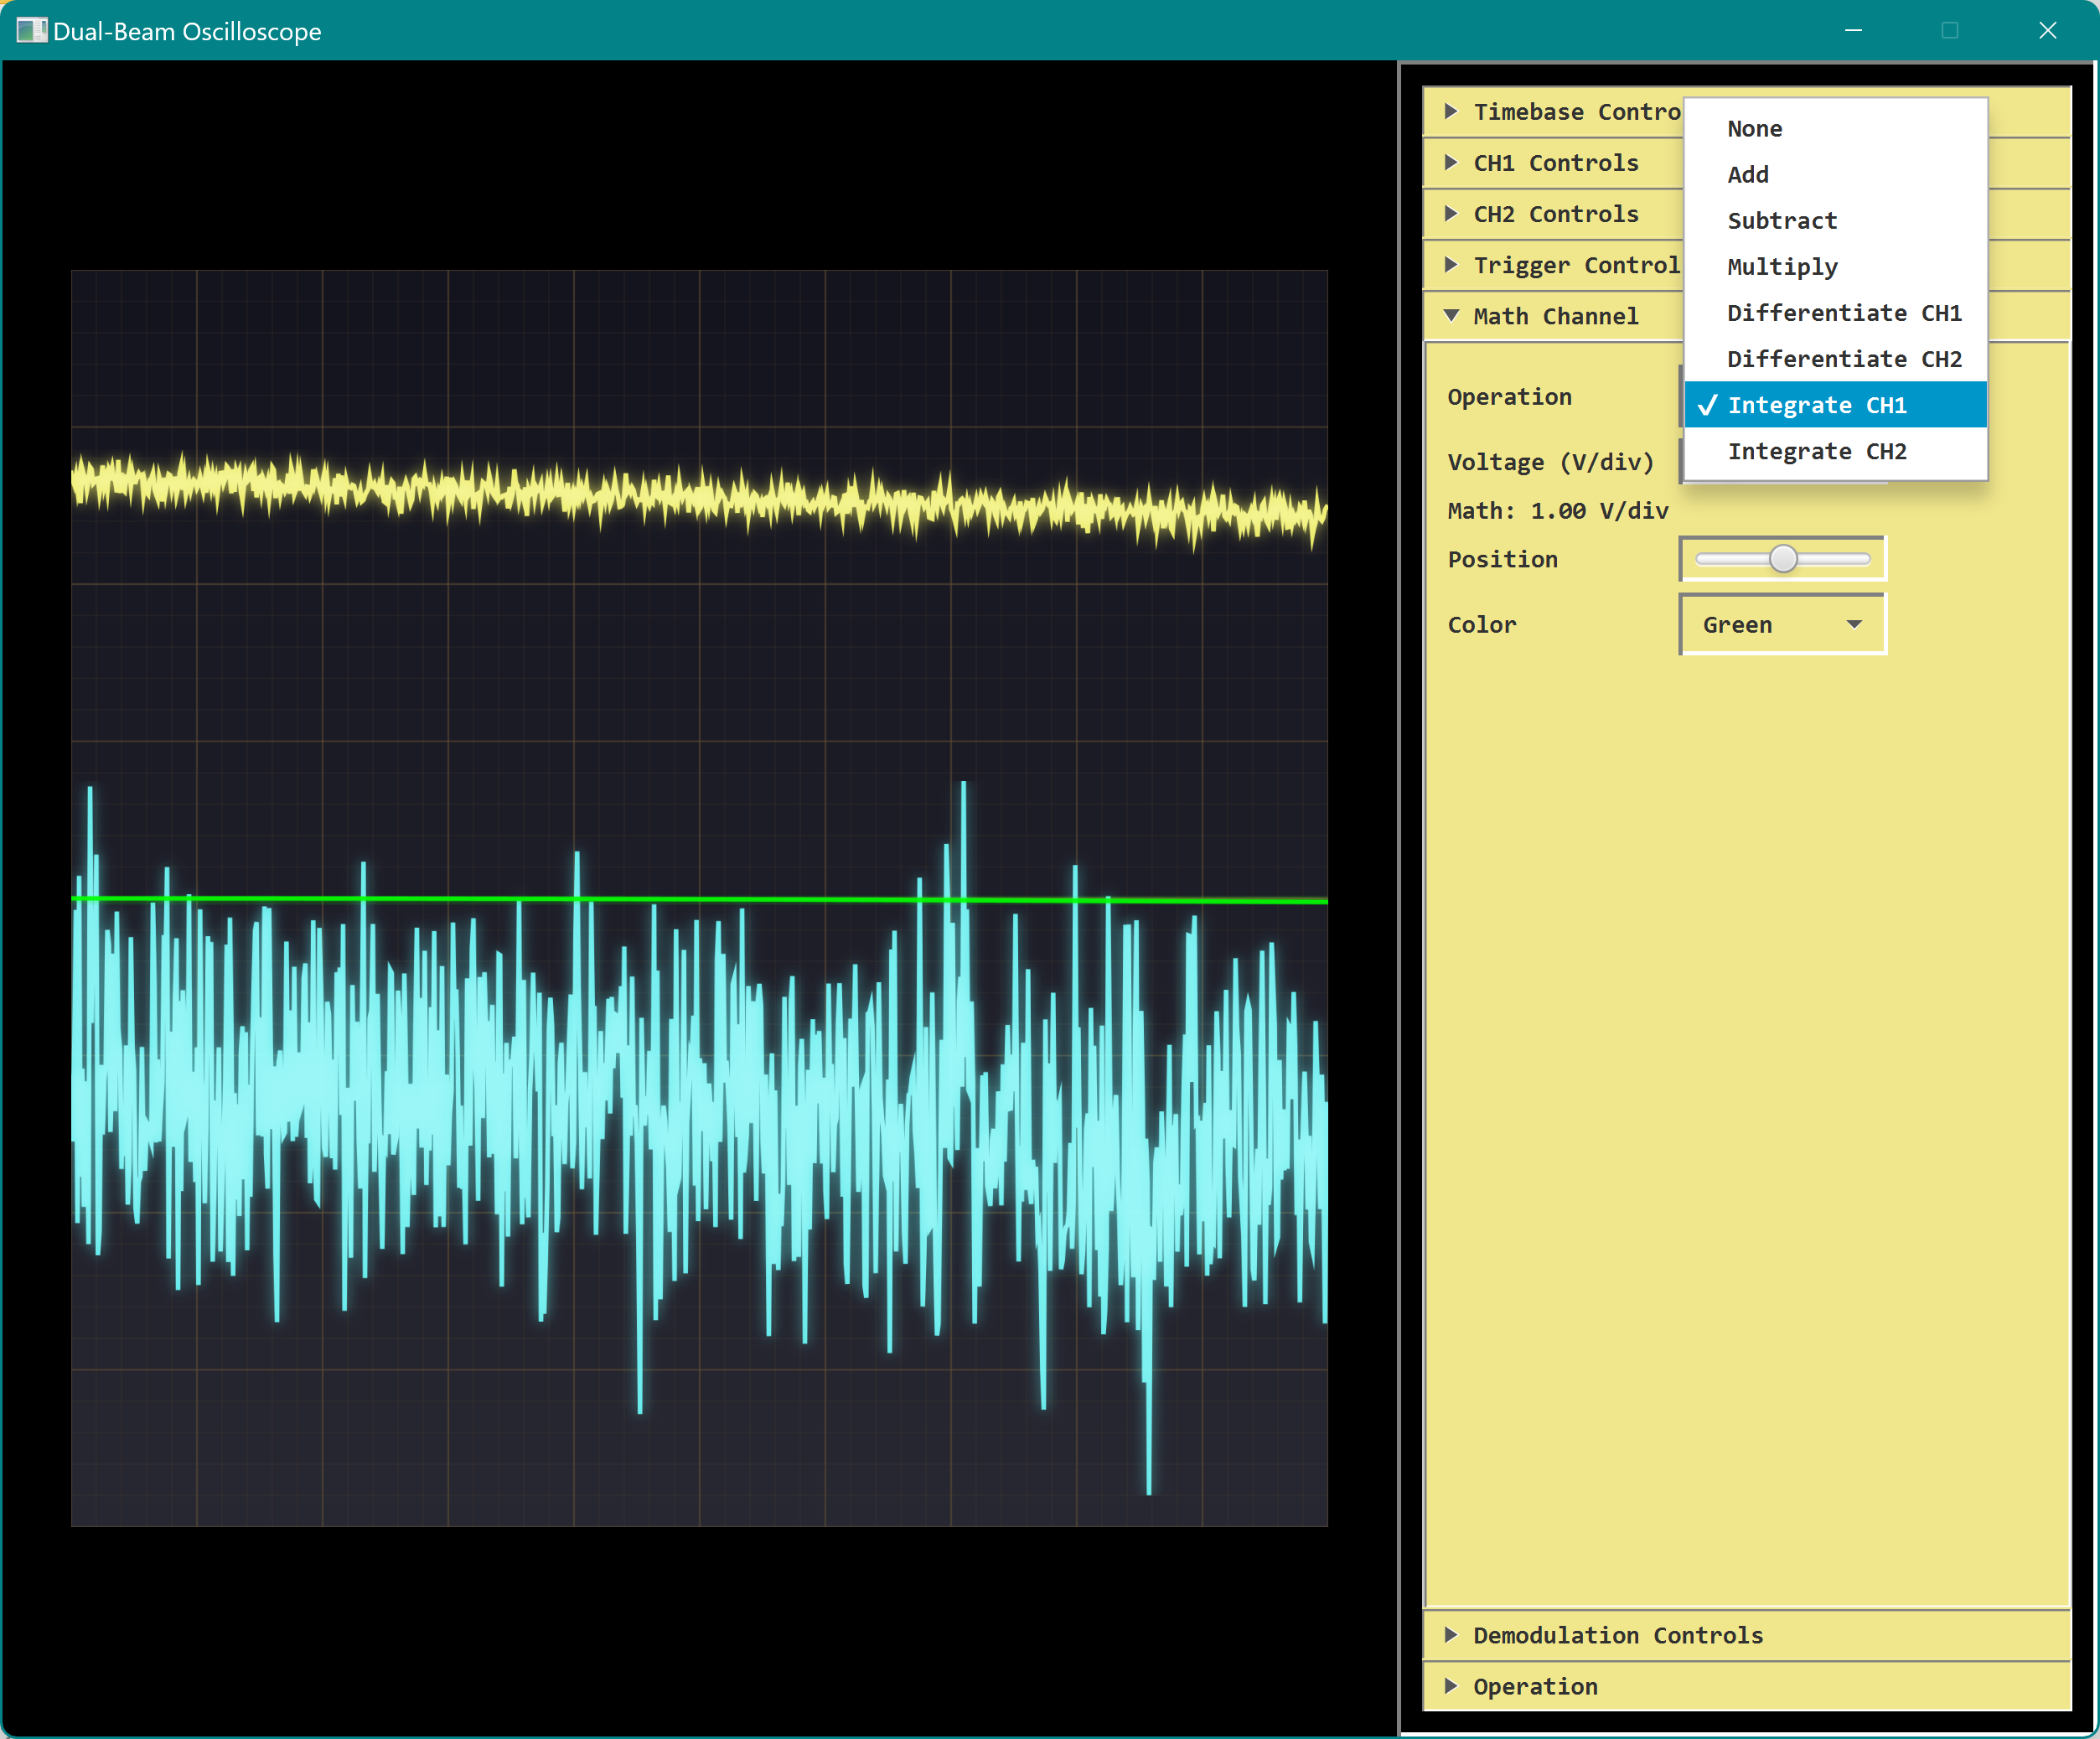 Dual-Beam Oscilloscope
Timebase Contro
CH1 Controls
CH2 Controls
Trigger Control
Math Channel
None
Add
Subtract
Multiply
Differentiate CH1
Differentiate CH2
✓ Integrate CH1
Integrate CH2
Operation
Voltage (V/div)
Math: 1.00 V/div
Position
Color
Green
Demodulation Controls
Operation